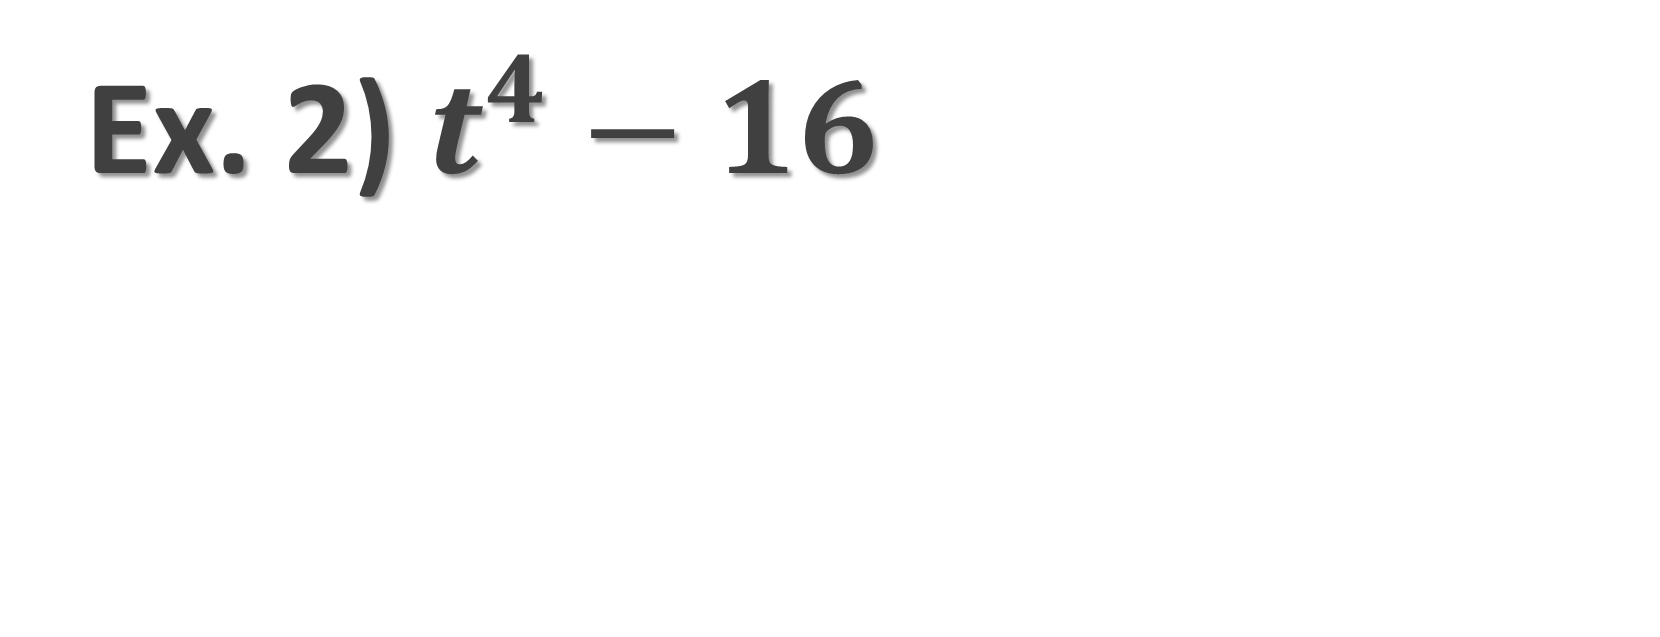 Ex. 2) t⁴ − 16